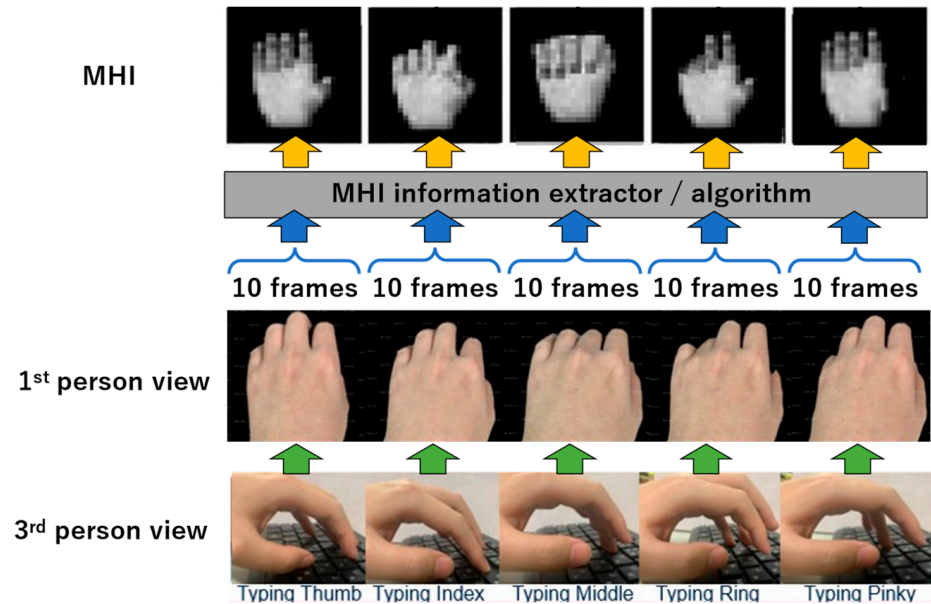 MHI
MHI information extractor / algorithm
10 frames 10 frames 10 frames 10 frames 10 frames
1st person view
3rd person view
Typing Thumb Typing Index Typing Middle Typing Ring Typing Pinky